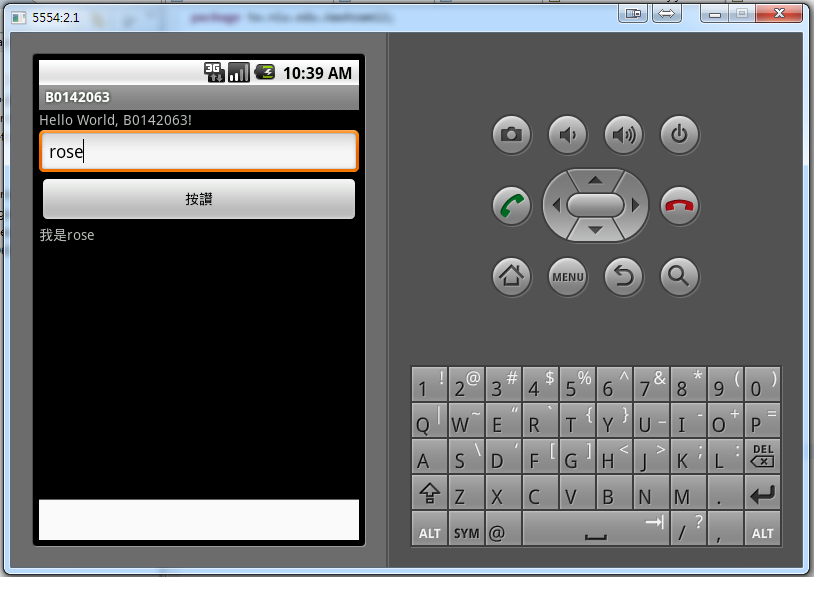 5554:2.1
3G 10:39 AM
B0142063
Hello World, B0142063!
rose
按讚
我是rose
MENU
1 ! 2 @ 3 # 4 $ 5 % 6 ^ 7 & 8 * 9 ( 0 )
Q | W ~ E “ R ` T { Y } U _ I - O + P =
A S \ D ' F [ G ] H < J > K ; L : DEL
Z X C V B N M .
ALT SYM @ / ? , ALT